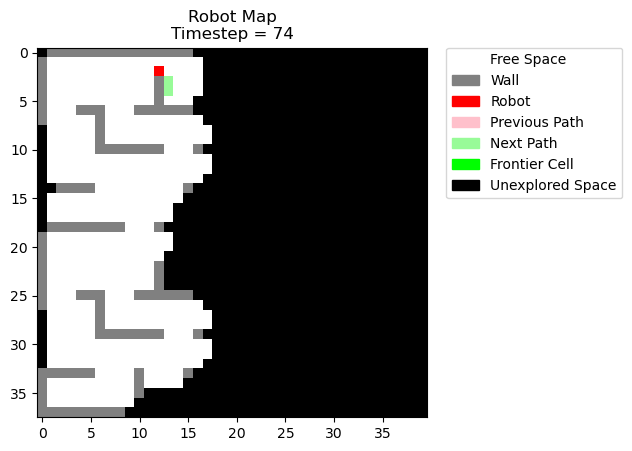 Robot Map
Timestep = 74
0
5
10
15
20
25
30
35
0
5
10
15
20
25
30
35
Free Space
Wall
Robot
Previous Path
Next Path
Frontier Cell
Unexplored Space